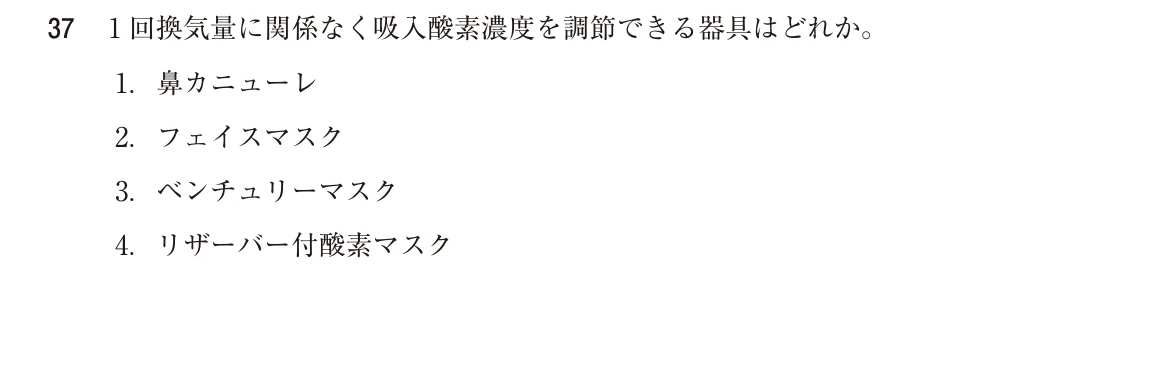 37 1回換気量に関係なく吸入酸素濃度を調節できる器具はどれか。
1. 鼻カニューレ
2. フェイスマスク
3. ベンチュリーマスク
4. リザーバー付酸素マスク